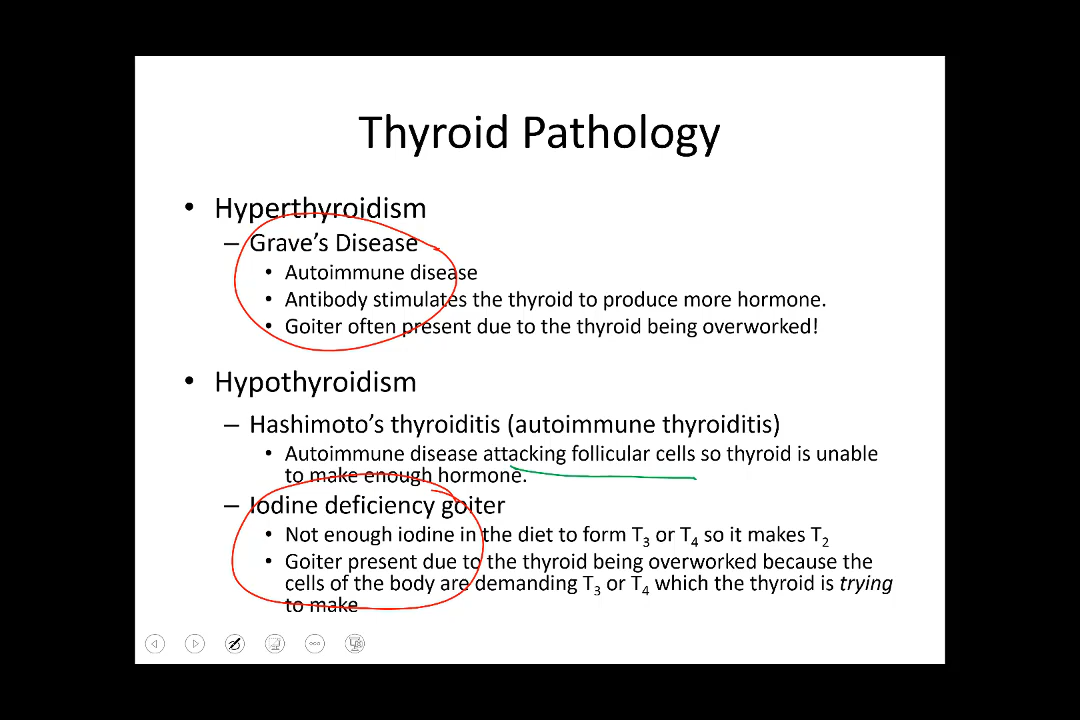 Thyroid Pathology
• Hyperthyroidism
– Grave’s Disease
• Autoimmune disease
• Antibody stimulates the thyroid to produce more hormone.
• Goiter often present due to the thyroid being overworked!
• Hypothyroidism
– Hashimoto’s thyroiditis (autoimmune thyroiditis)
• Autoimmune disease attacking follicular cells so thyroid is unable
to make enough hormone.
– Iodine deficiency goiter
• Not enough iodine in the diet to form T₃ or T₄ so it makes T₂
• Goiter present due to the thyroid being overworked because the
cells of the body are demanding T₃ or T₄ which the thyroid is trying
to make